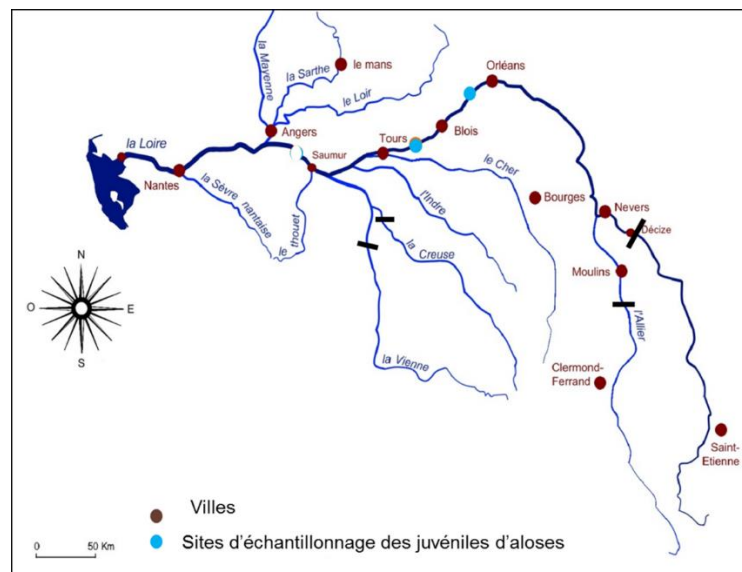 la Mayenne
la Sarthe
le mans
le Loir
Orléans
Angers
la Loire
Tours
Blois
Saumur
Nantes
la Sèvre nantaise
le thouet
l'Indre
le Cher
Bourges
Nevers
Décize
la Creuse
Moulins
l'Allier
la Vienne
Clermond-
Ferrand
Saint-
Etienne
N
O
E
S
Villes
Sites d'échantillonnage des juvéniles d'aloses
0
50 Km